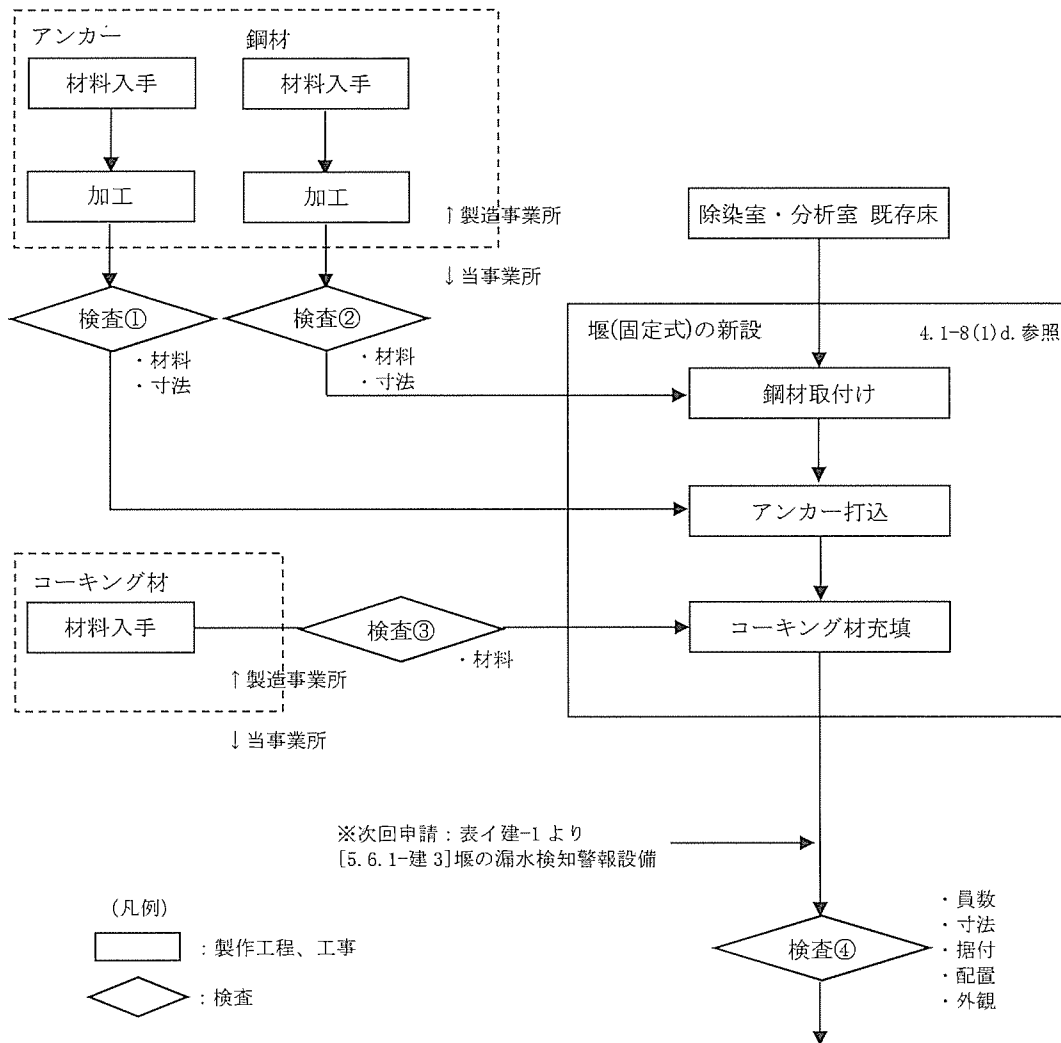 アンカー
鋼材
材料入手
材料入手
加工
加工
↑製造事業所
↓当事業所
除染室・分析室 既存床
検査①
・材料
・寸法
検査②
・材料
・寸法
堰(固定式)の新設
4.1-8(1)d.参照
鋼材取付け
アンカー打込
コーキング材
材料入手
検査③
・材料
コーキング材充填
↑製造事業所
↓当事業所
※次回申請：表イ建-1 より
[5.6.1-建 3]堰の漏水検知警報設備
検査④
・員数
・寸法
・据付
・配置
・外観
(凡例)
：製作工程、工事
：検査